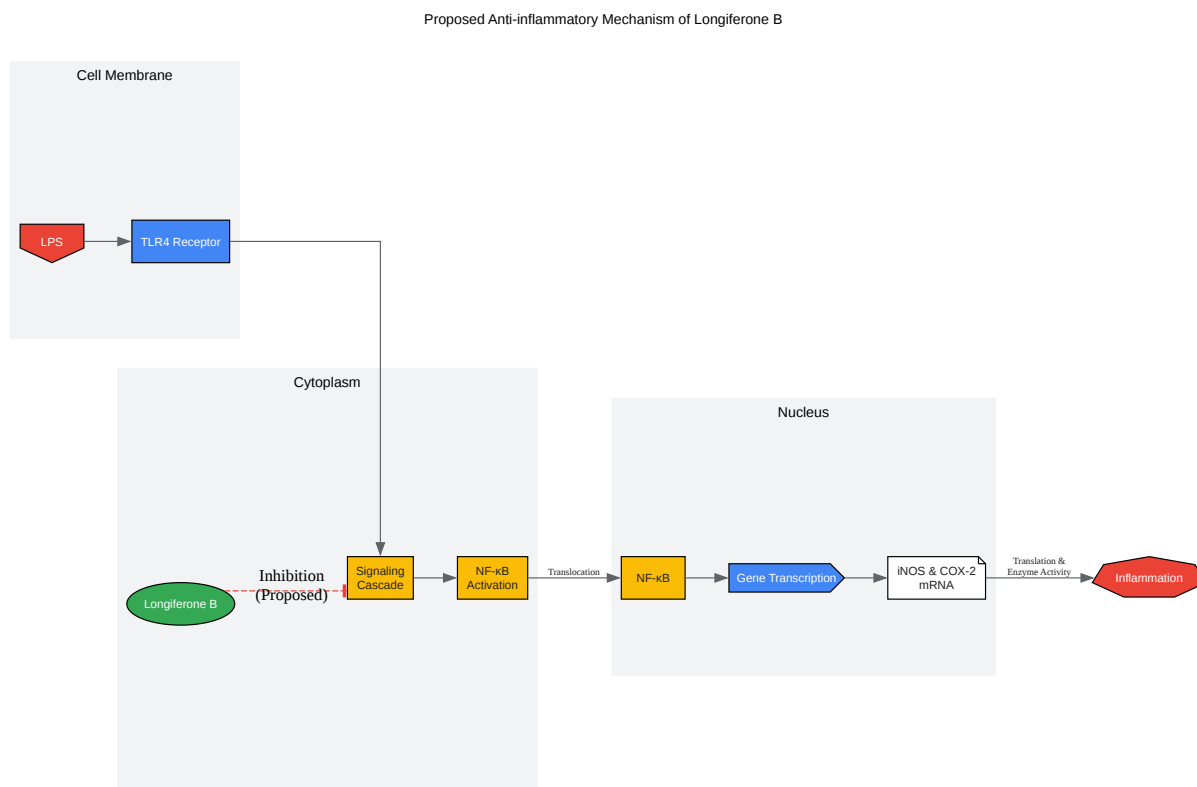 Proposed Anti-inflammatory Mechanism of Longiferone B
Cell Membrane
LPS
TLR4 Receptor
Cytoplasm
Longiferone B
Inhibition
(Proposed)
Signaling
Cascade
NF-κB
Activation
Translocation
Nucleus
NF-κB
Gene Transcription
iNOS & COX-2
mRNA
Translation &
Enzyme Activity
Inflammation